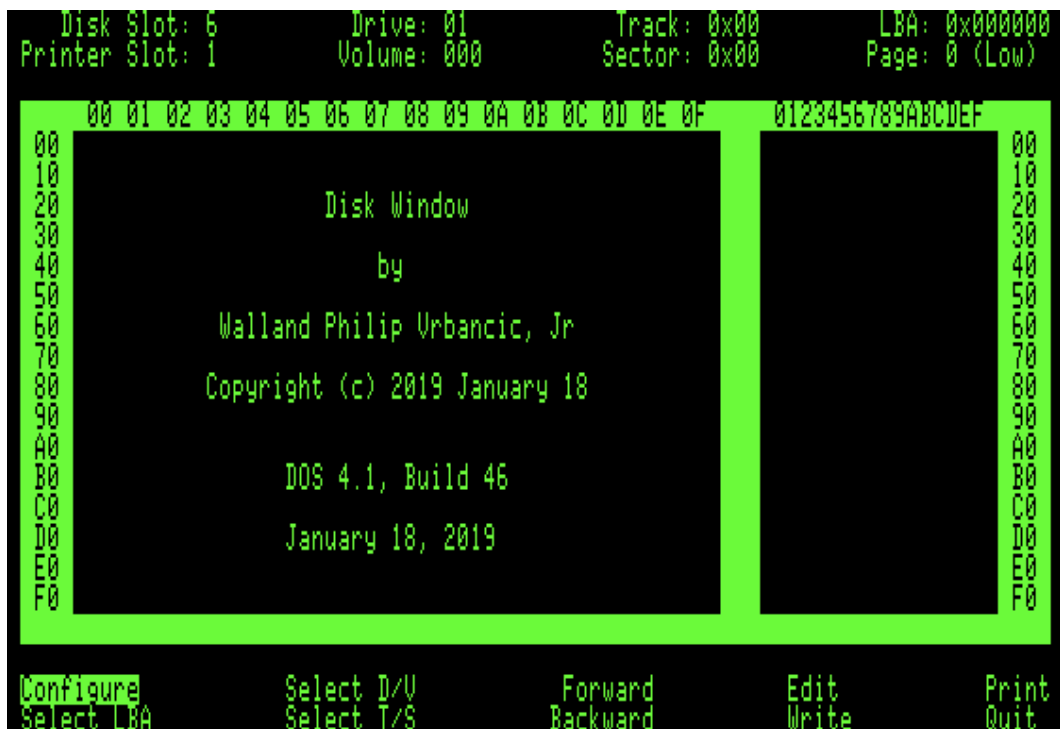 Disk Slot: 6 Drive: 01 Track: 0x00 LBA: 0x000000
Printer Slot: 1 Volume: 000 Sector: 0x00 Page: 0 (Low)
00 01 02 03 04 05 06 07 08 09 0A 0B 0C 0D 0E 0F 0123456789ABCDEF
00 00
10 10
20 Disk Window 20
30 30
40 by 40
50 50
60 Walland Philip Vrbancic, Jr 60
70 70
80 Copyright (c) 2019 January 18 80
90 90
A0 A0
B0 DOS 4.1, Build 46 B0
C0 C0
D0 January 18, 2019 D0
E0 E0
F0 F0
Configure Select D/V Forward Edit Print
Select LBA Select T/S Backward Write Quit